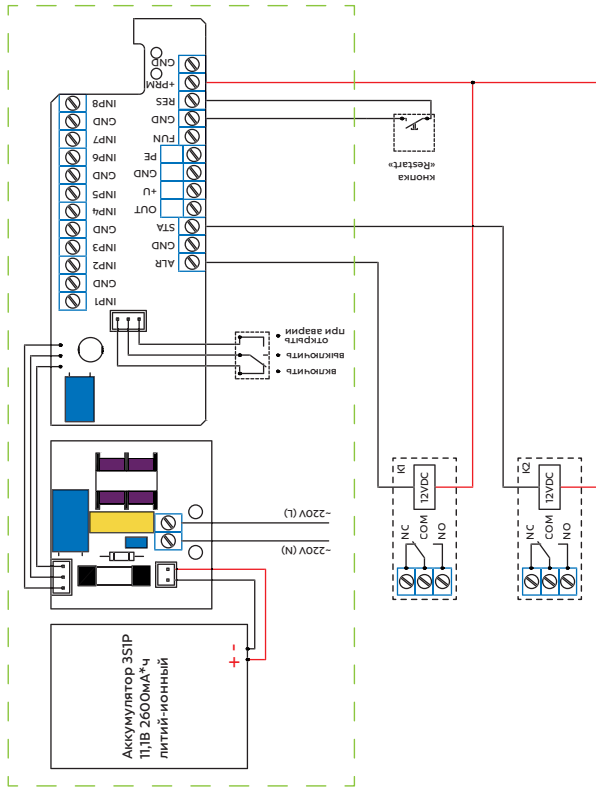 GND
+PRM
RES
GND
FUN
PE
GND
+U
OUT
STA
GND
ALR
INP8
GND
INP7
INP6
GND
INP5
INP4
GND
INP3
INP2
GND
INP1
кнопка
«Restart»
открыть
при аварии
выключить
включить
~220V (L)
~220V (N)
K1
12VDC
NC
COM
NO
K2
12VDC
NC
COM
NO
+ -
Аккумулятор 3S1P
11,1В 2600мА*ч
литий-ионный